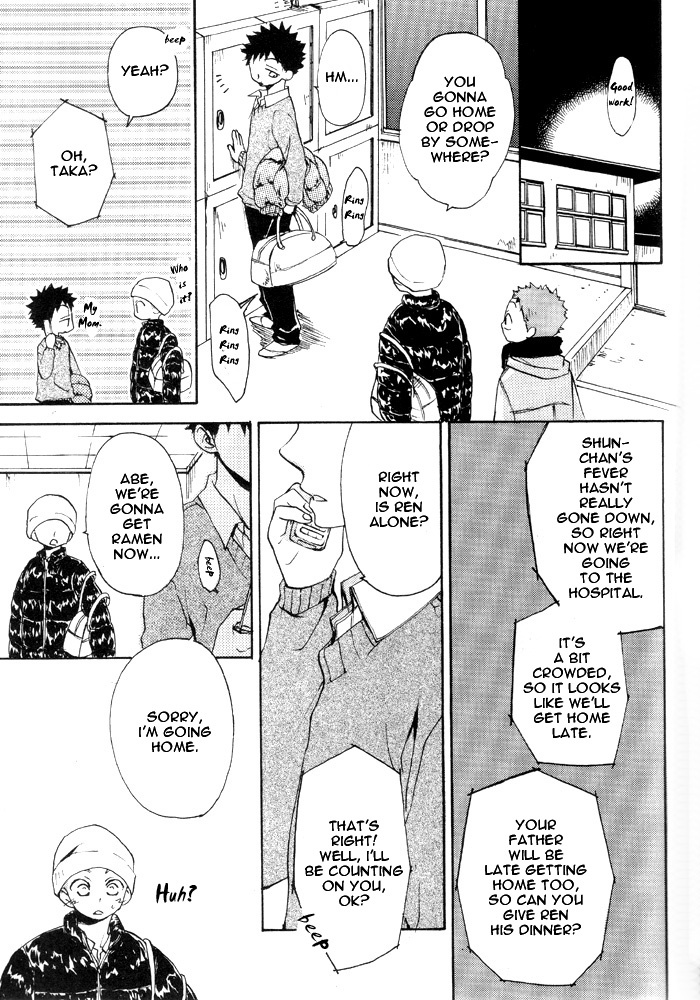 Good
work!
YOU
GONNA
GO HOME
OR DROP
BY SOME-
WHERE?
HM...
Ring
Ring
Ring
Ring
Ring
beep
YEAH?
OH,
TAKA?
Who
is
it?
My
Mom.
SHUN-
CHAN'S
FEVER
HASN'T
REALLY
GONE DOWN,
SO RIGHT
NOW WE'RE
GOING
TO THE
HOSPITAL.
IT'S
A BIT
CROWDED,
SO IT LOOKS
LIKE WE'LL
GET HOME
LATE.
YOUR
FATHER
WILL BE
LATE GETTING
HOME TOO,
SO CAN YOU
GIVE REN
HIS DINNER?
RIGHT
NOW,
IS REN
ALONE?
THAT'S
RIGHT!
WELL, I'LL
BE COUNTING
ON YOU,
OK?
beep
beep
ABE,
WE'RE
GONNA
GET
RAMEN
NOW...
SORRY,
I'M GOING
HOME.
Huh?